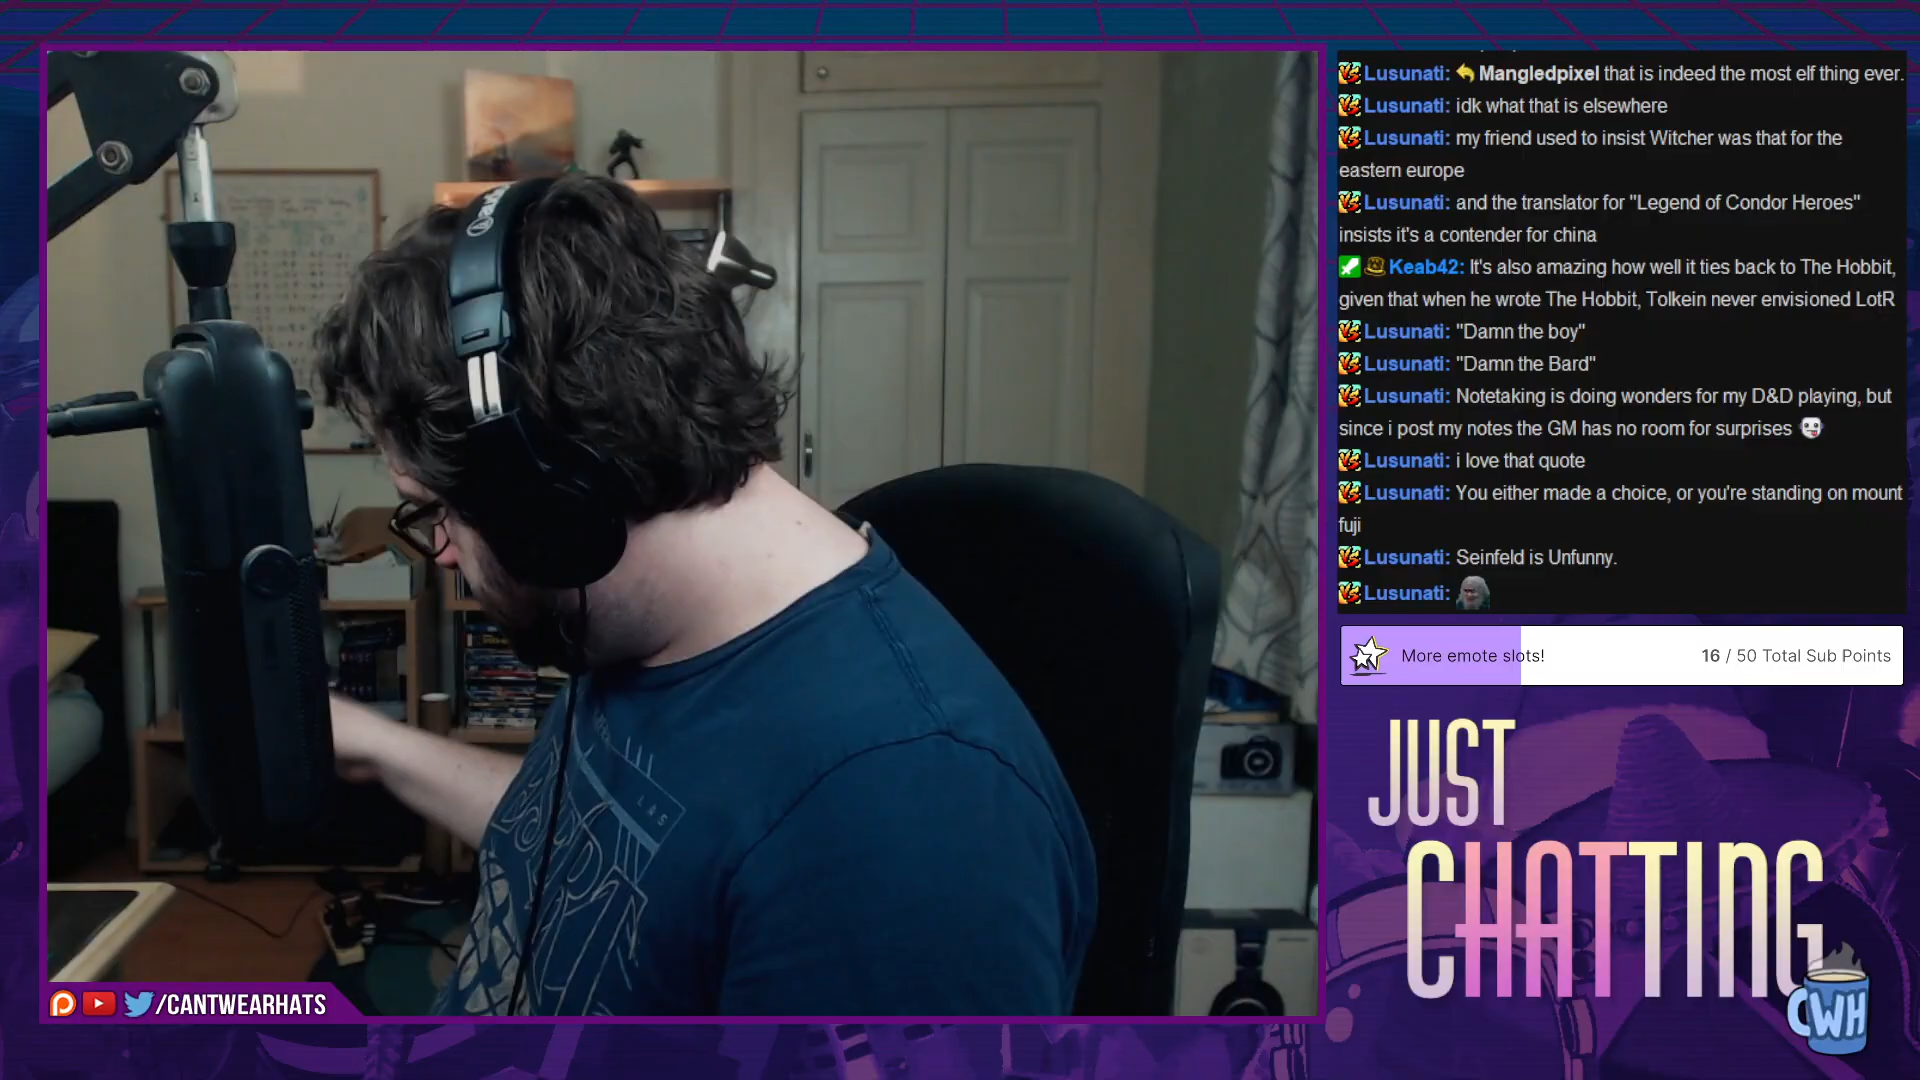 Lusunati: Mangledpixel that is indeed the most elf thing ever.
Lusunati: idk what that is elsewhere
Lusunati: my friend used to insist Witcher was that for the
eastern europe
Lusunati: and the translator for "Legend of Condor Heroes"
insists it's a contender for china
Keab42: It's also amazing how well it ties back to The Hobbit,
given that when he wrote The Hobbit, Tolkein never envisioned LotR
Lusunati: "Damn the boy"
Lusunati: "Damn the Bard"
Lusunati: Notetaking is doing wonders for my D&D playing, but
since i post my notes the GM has no room for surprises
Lusunati: i love that quote
Lusunati: You either made a choice, or you're standing on mount
fuji
Lusunati: Seinfeld is Unfunny.
Lusunati:
More emote slots! 16 / 50 Total Sub Points
JUST
CHATTING
CWH
/CANTWEARHATS
LAS